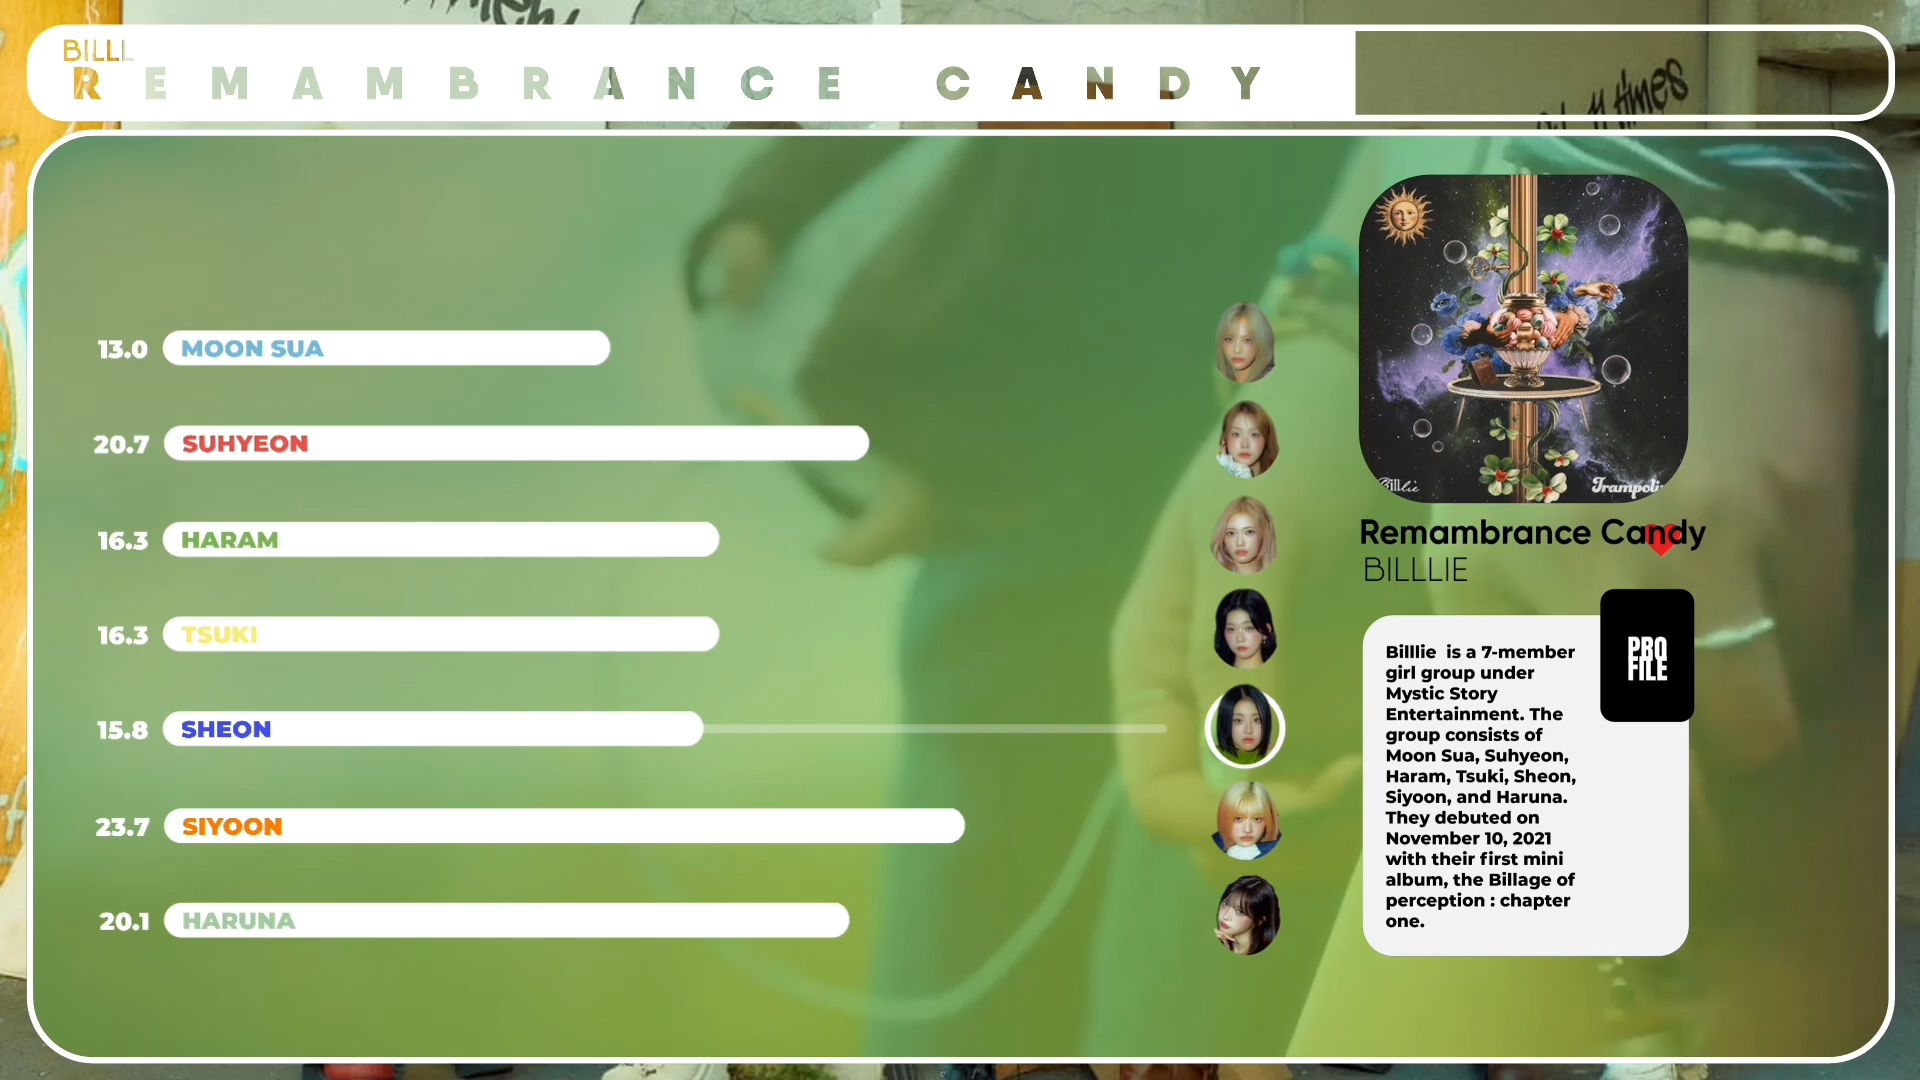 BILLL
REMAMBRANCE CANDY
13.0 MOON SUA
20.7 SUHYEON
16.3 HARAM
16.3 TSUKI
15.8 SHEON
23.7 SIYOON
20.1 HARUNA
Billlie
Remambrance Candy
BILLLIE
PRO
FILE
Billlie is a 7-member
girl group under
Mystic Story
Entertainment. The
group consists of
Moon Sua, Suhyeon,
Haram, Tsuki, Sheon,
Siyoon, and Haruna.
They debuted on
November 10, 2021
with their first mini
album, the Billage of
perception : chapter
one.